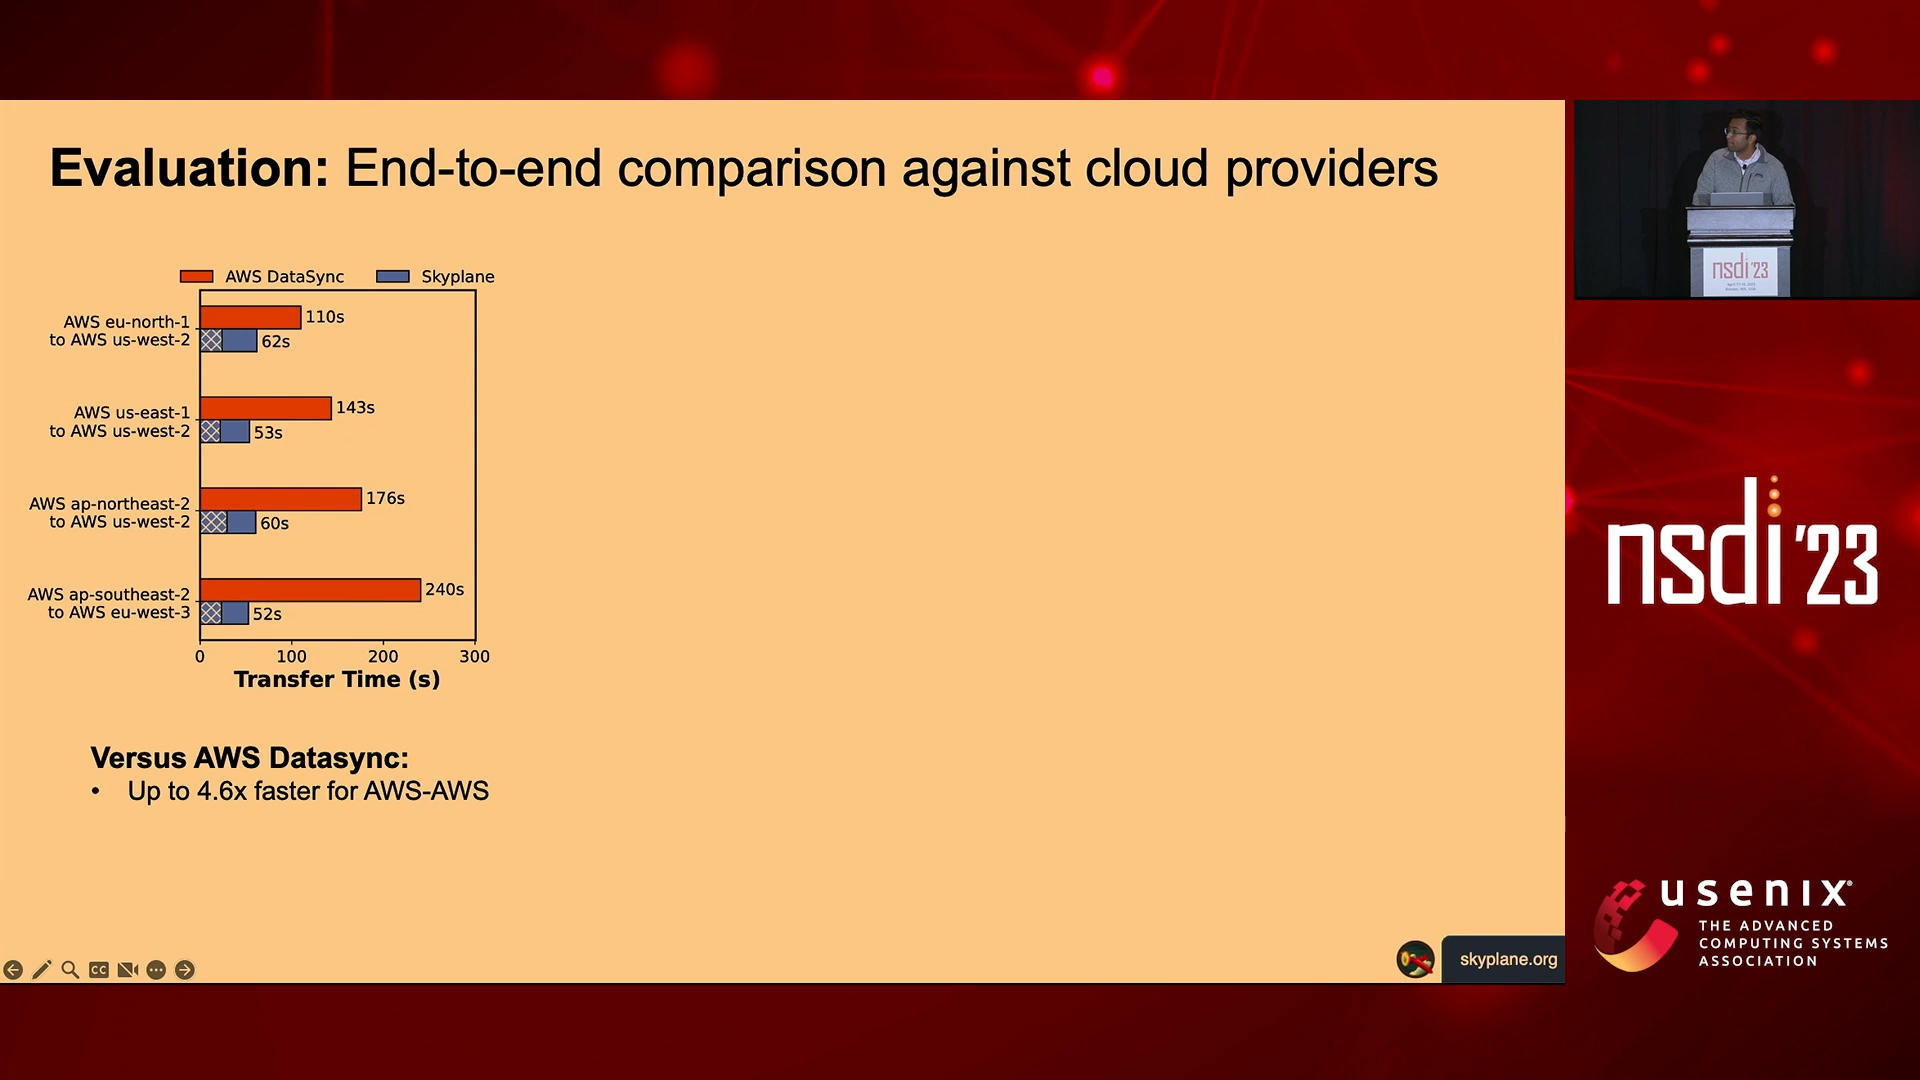 Evaluation: End-to-end comparison against cloud providers
AWS DataSync Skyplane
AWS eu-north-1
to AWS us-west-2
110s
62s
AWS us-east-1
to AWS us-west-2
143s
53s
AWS ap-northeast-2
to AWS us-west-2
176s
60s
AWS ap-southeast-2
to AWS eu-west-3
240s
52s
0 100 200 300
Transfer Time (s)
Versus AWS Datasync:
• Up to 4.6x faster for AWS-AWS
CC
skyplane.org
nsdi'23
nsdi '23
usenix®
THE ADVANCED
COMPUTING SYSTEMS
ASSOCIATION